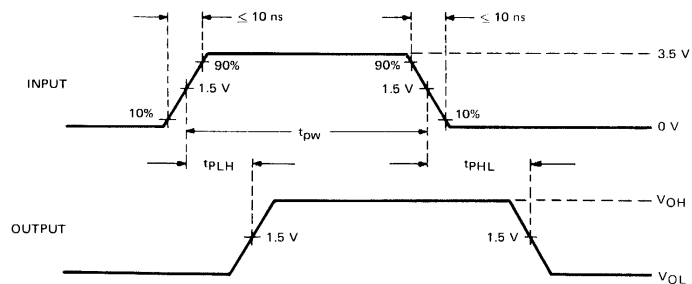 ≤ 10 ns
≤ 10 ns
3.5 V
90%
90%
INPUT
1.5 V
1.5 V
10%
10%
0 V
tpw
tPLH
tPHL
VOH
OUTPUT
1.5 V
1.5 V
VOL